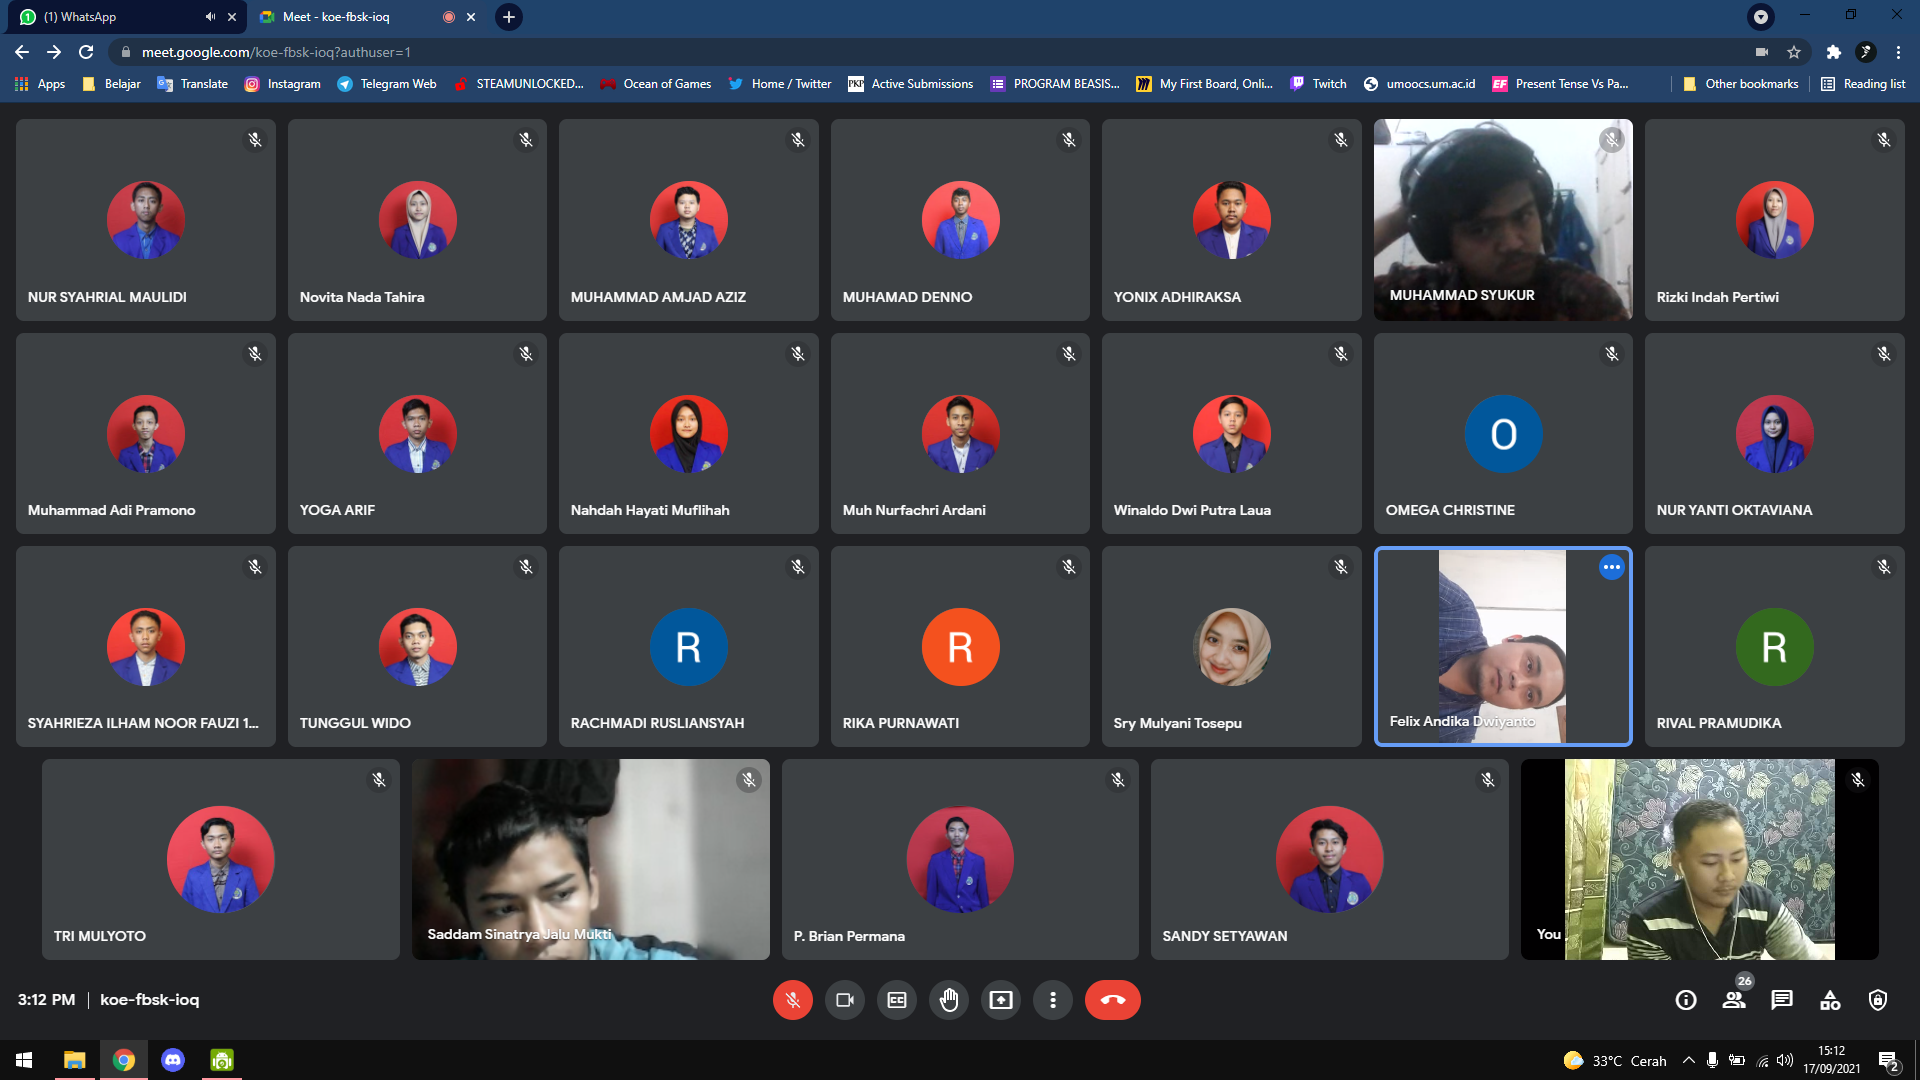 (1) WhatsApp
Meet - koe-fbsk-ioq
meet.google.com/koe-fbsk-ioq?authuser=1
Apps Belajar Translate Instagram Telegram Web STEAMUNLOCKED... Ocean of Games Home / Twitter PKP Active Submissions PROGRAM BEASIS... My First Board, Onli... Twitch umoocs.um.ac.id EF Present Tense Vs Pa... Other bookmarks Reading list
NUR SYAHRIAL MAULIDI
Novita Nada Tahira
MUHAMMAD AMJAD AZIZ
MUHAMAD DENNO
YONIX ADHIRAKSA
MUHAMMAD SYUKUR
Rizki Indah Pertiwi
Muhammad Adi Pramono
YOGA ARIF
Nahdah Hayati Muflihah
Muh Nurfachri Ardani
Winaldo Dwi Putra Laua
O
OMEGA CHRISTINE
NUR YANTI OKTAVIANA
SYAHRIEZA ILHAM NOOR FAUZI 1...
TUNGGUL WIDO
R
RACHMADI RUSLIANSYAH
R
RIKA PURNAWATI
Sry Mulyani Tosepu
Felix Andika Dwiyanto
R
RIVAL PRAMUDIKA
TRI MULYOTO
Saddam Sinatrya Jalu Mukti
P. Brian Permana
SANDY SETYAWAN
You
3:12 PM | koe-fbsk-ioq
CC
26
33°C Cerah
15:12
17/09/2021
2